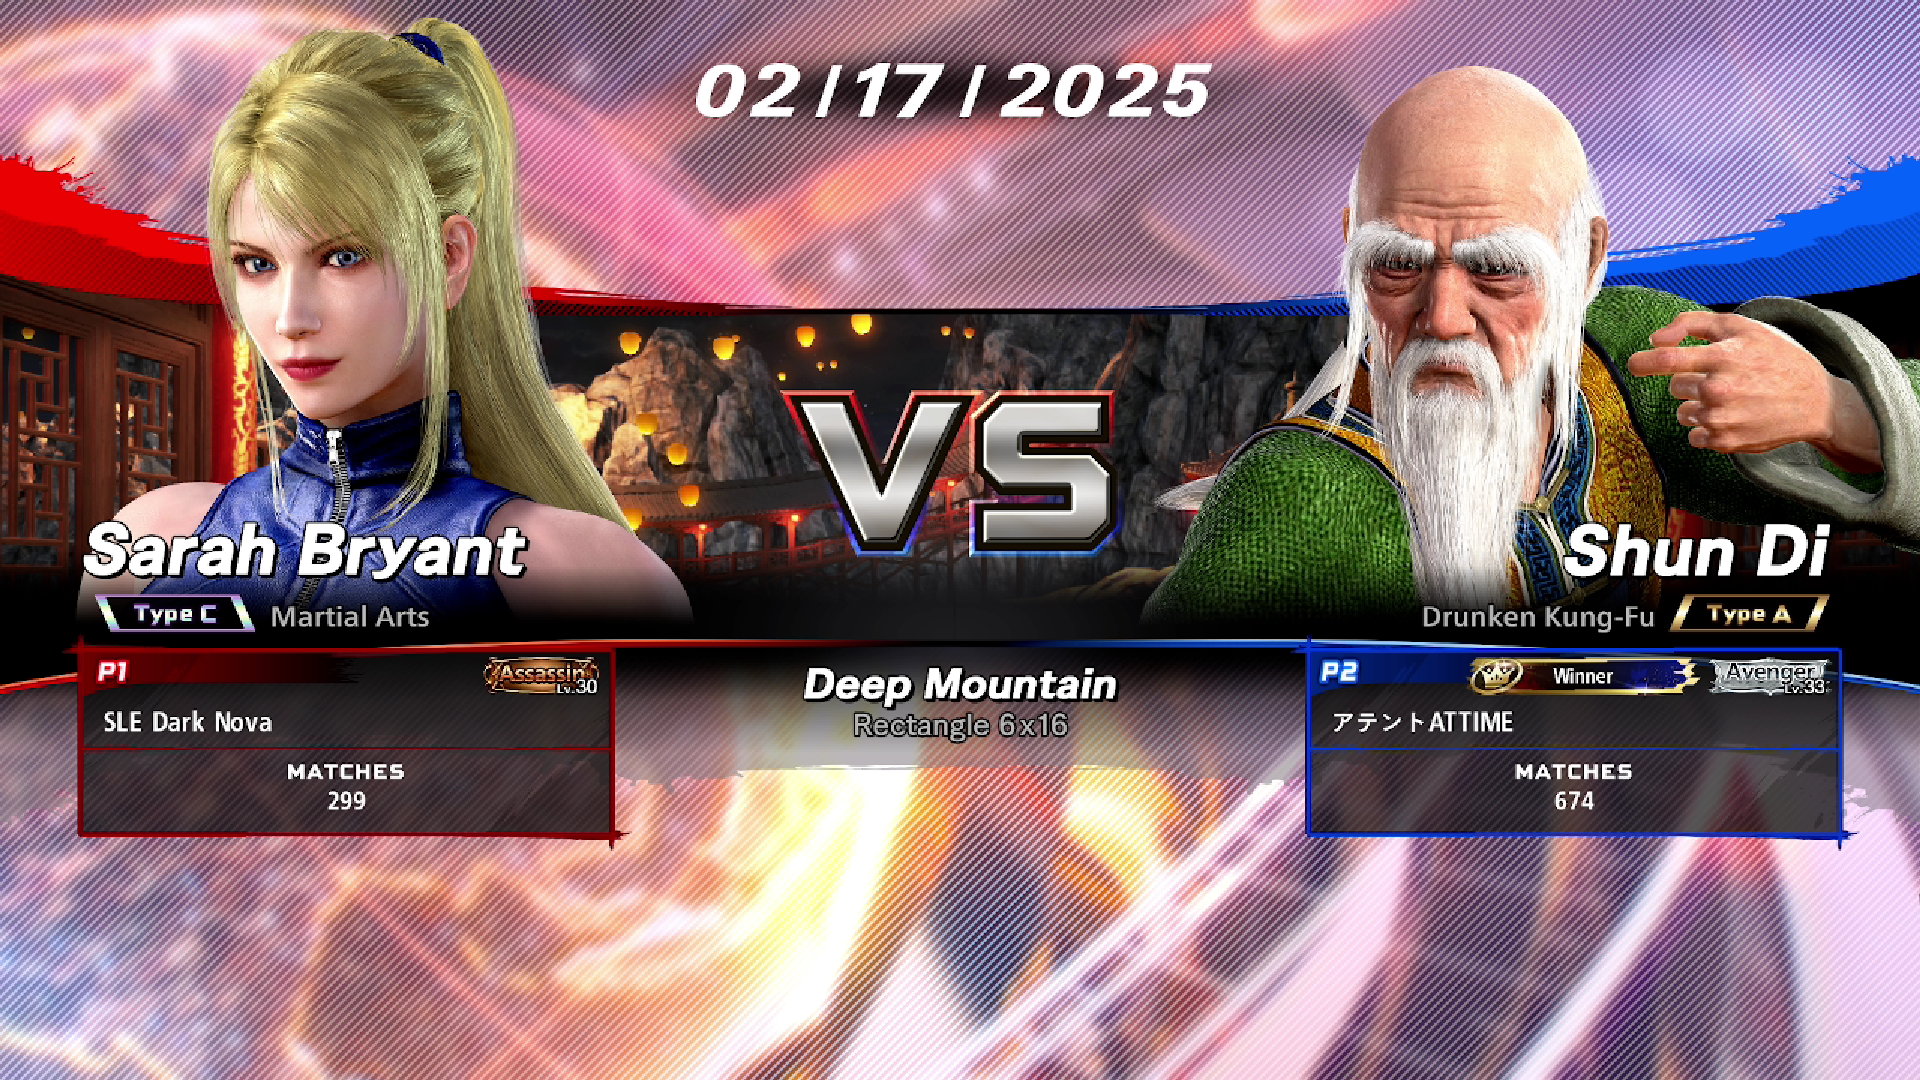 02/17/2025
VS
Sarah Bryant
Type C Martial Arts
Shun Di
Drunken Kung-Fu Type A
P1 Assassin Lv.30
SLE Dark Nova
MATCHES
299
Deep Mountain
Rectangle 6x16
P2 Winner Avenger Lv.33
アテントATTIME
MATCHES
674